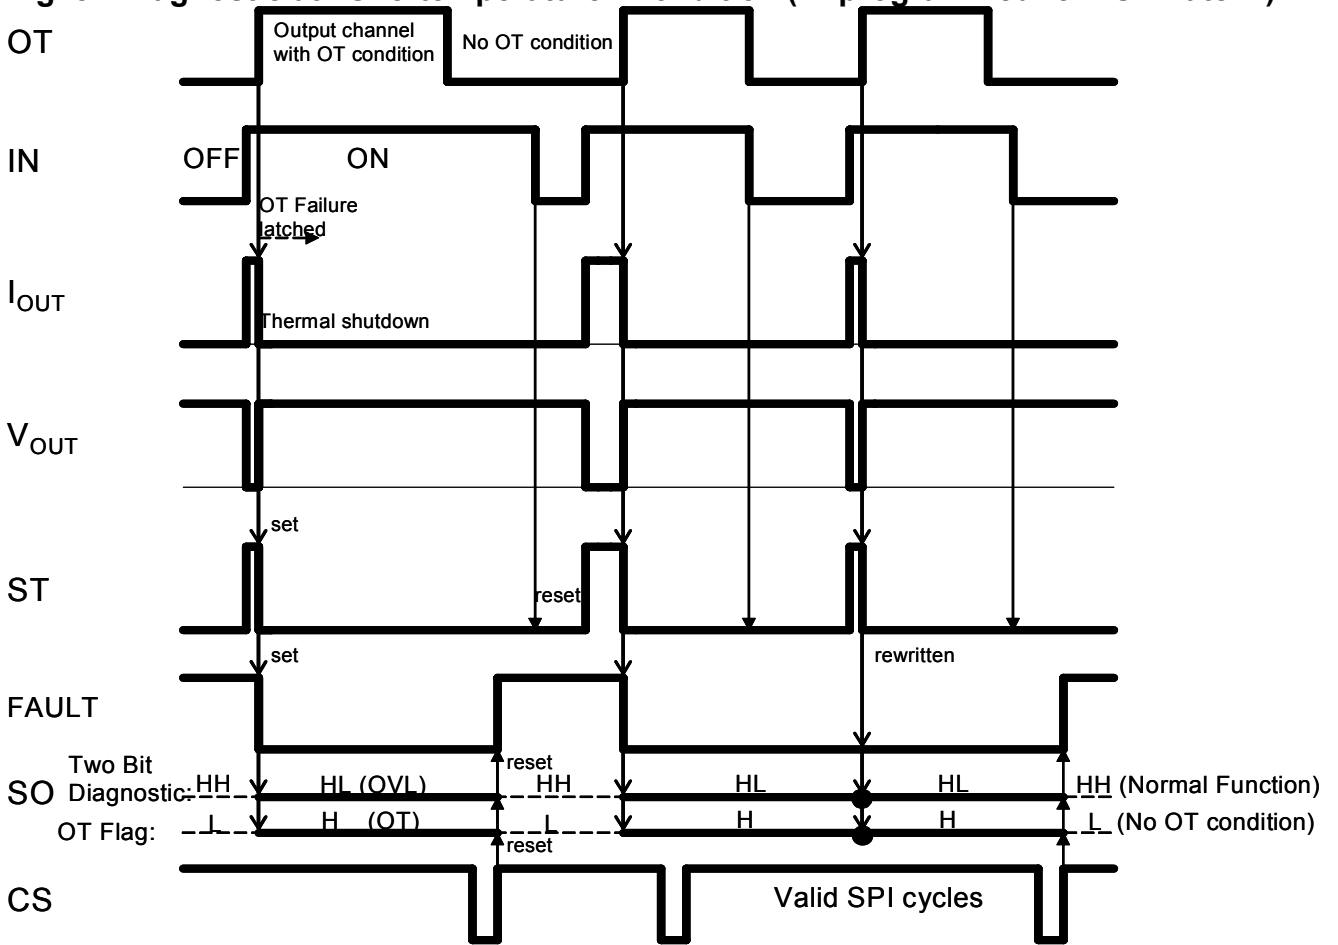 OT
Output channel
with OT condition
No OT condition
IN
OFF
ON
OT Failure
latched
IOUT
Thermal shutdown
VOUT
set
ST
reset
set
rewritten
FAULT
reset
Two Bit
SO Diagnostic: HH HL (OVL) HH HL HL HH (Normal Function)
OT Flag: L H (OT) L H H L (No OT condition)
reset
CS
Valid SPI cycles